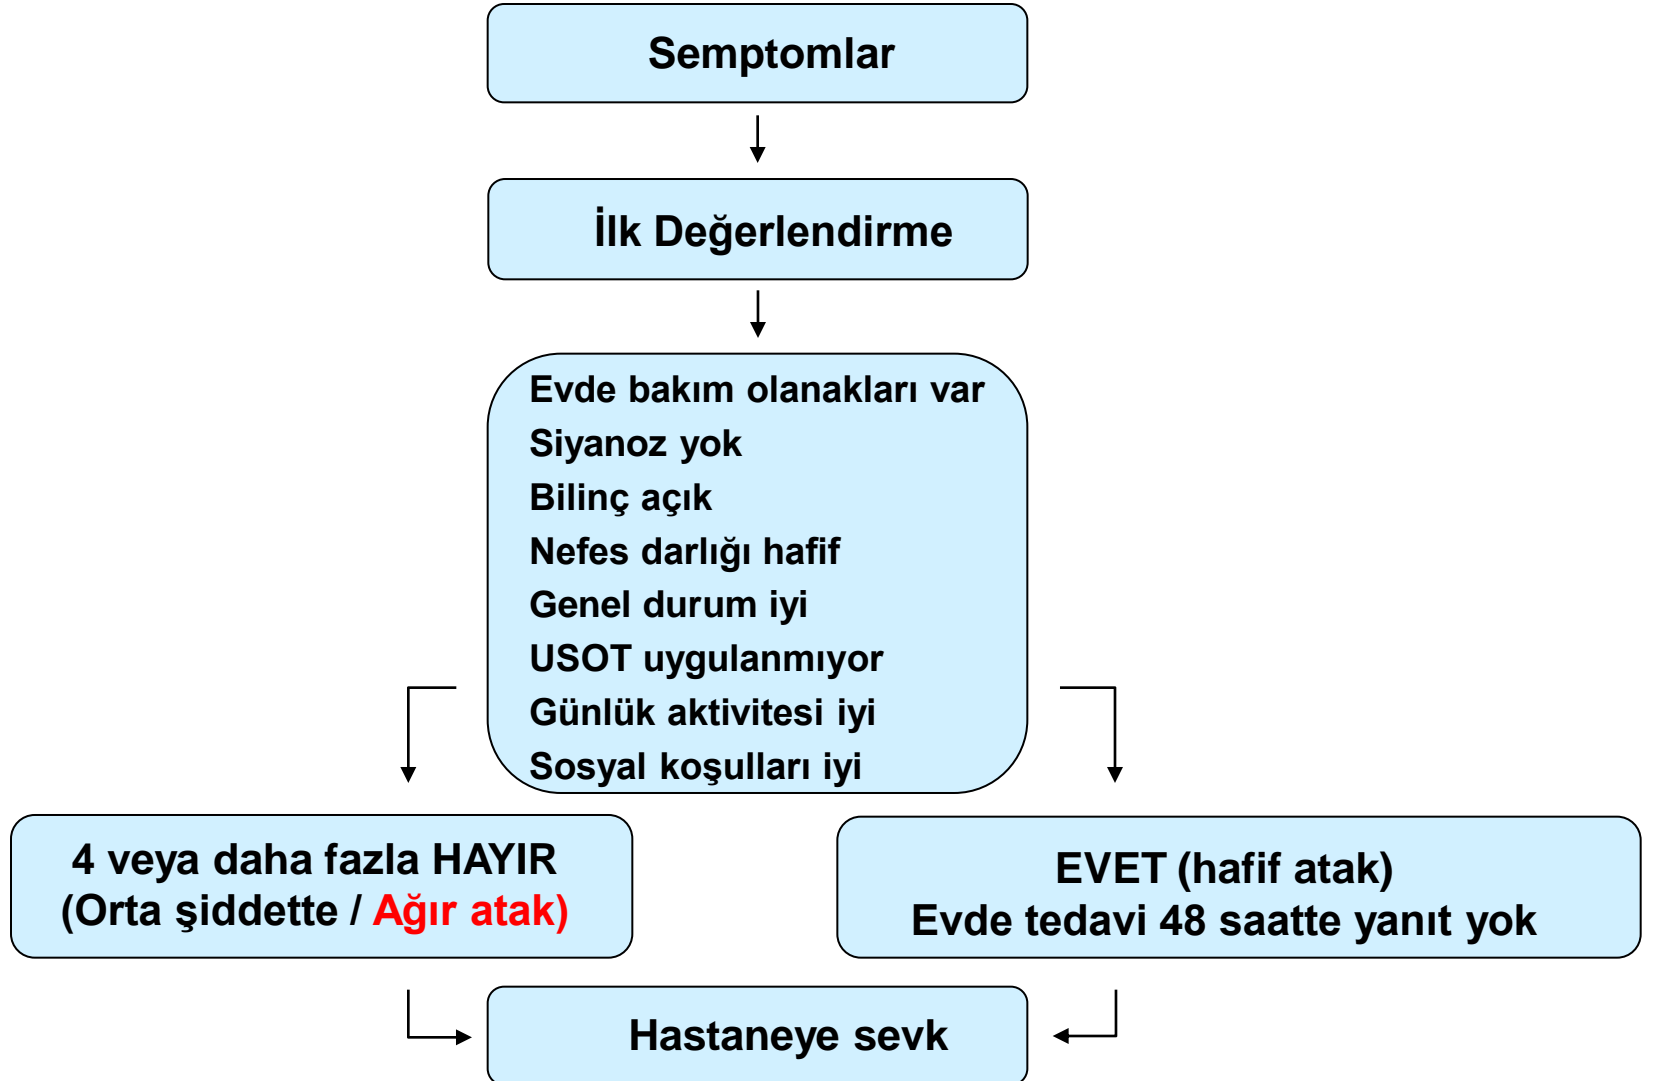 Semptomlar
İlk Değerlendirme
Evde bakım olanakları var
Siyanoz yok
Bilinç açık
Nefes darlığı hafif
Genel durum iyi
USOT uygulanmıyor
Günlük aktivitesi iyi
Sosyal koşulları iyi
4 veya daha fazla HAYIR
(Orta şiddette / Ağır atak)
EVET (hafif atak)
Evde tedavi 48 saatte yanıt yok
Hastaneye sevk